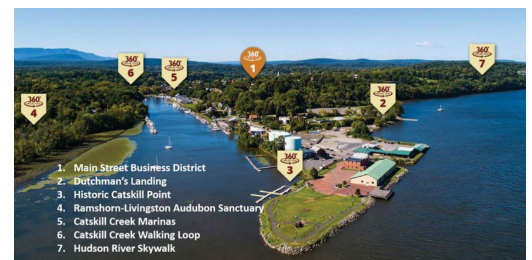 360°
6
360°
5
360°
1
360°
7
360°
4
360°
2
360°
3
1. Main Street Business District
2. Dutchman's Landing
3. Historic Catskill Point
4. Ramshorn-Livingston Audubon Sanctuary
5. Catskill Creek Marinas
6. Catskill Creek Walking Loop
7. Hudson River Skywalk